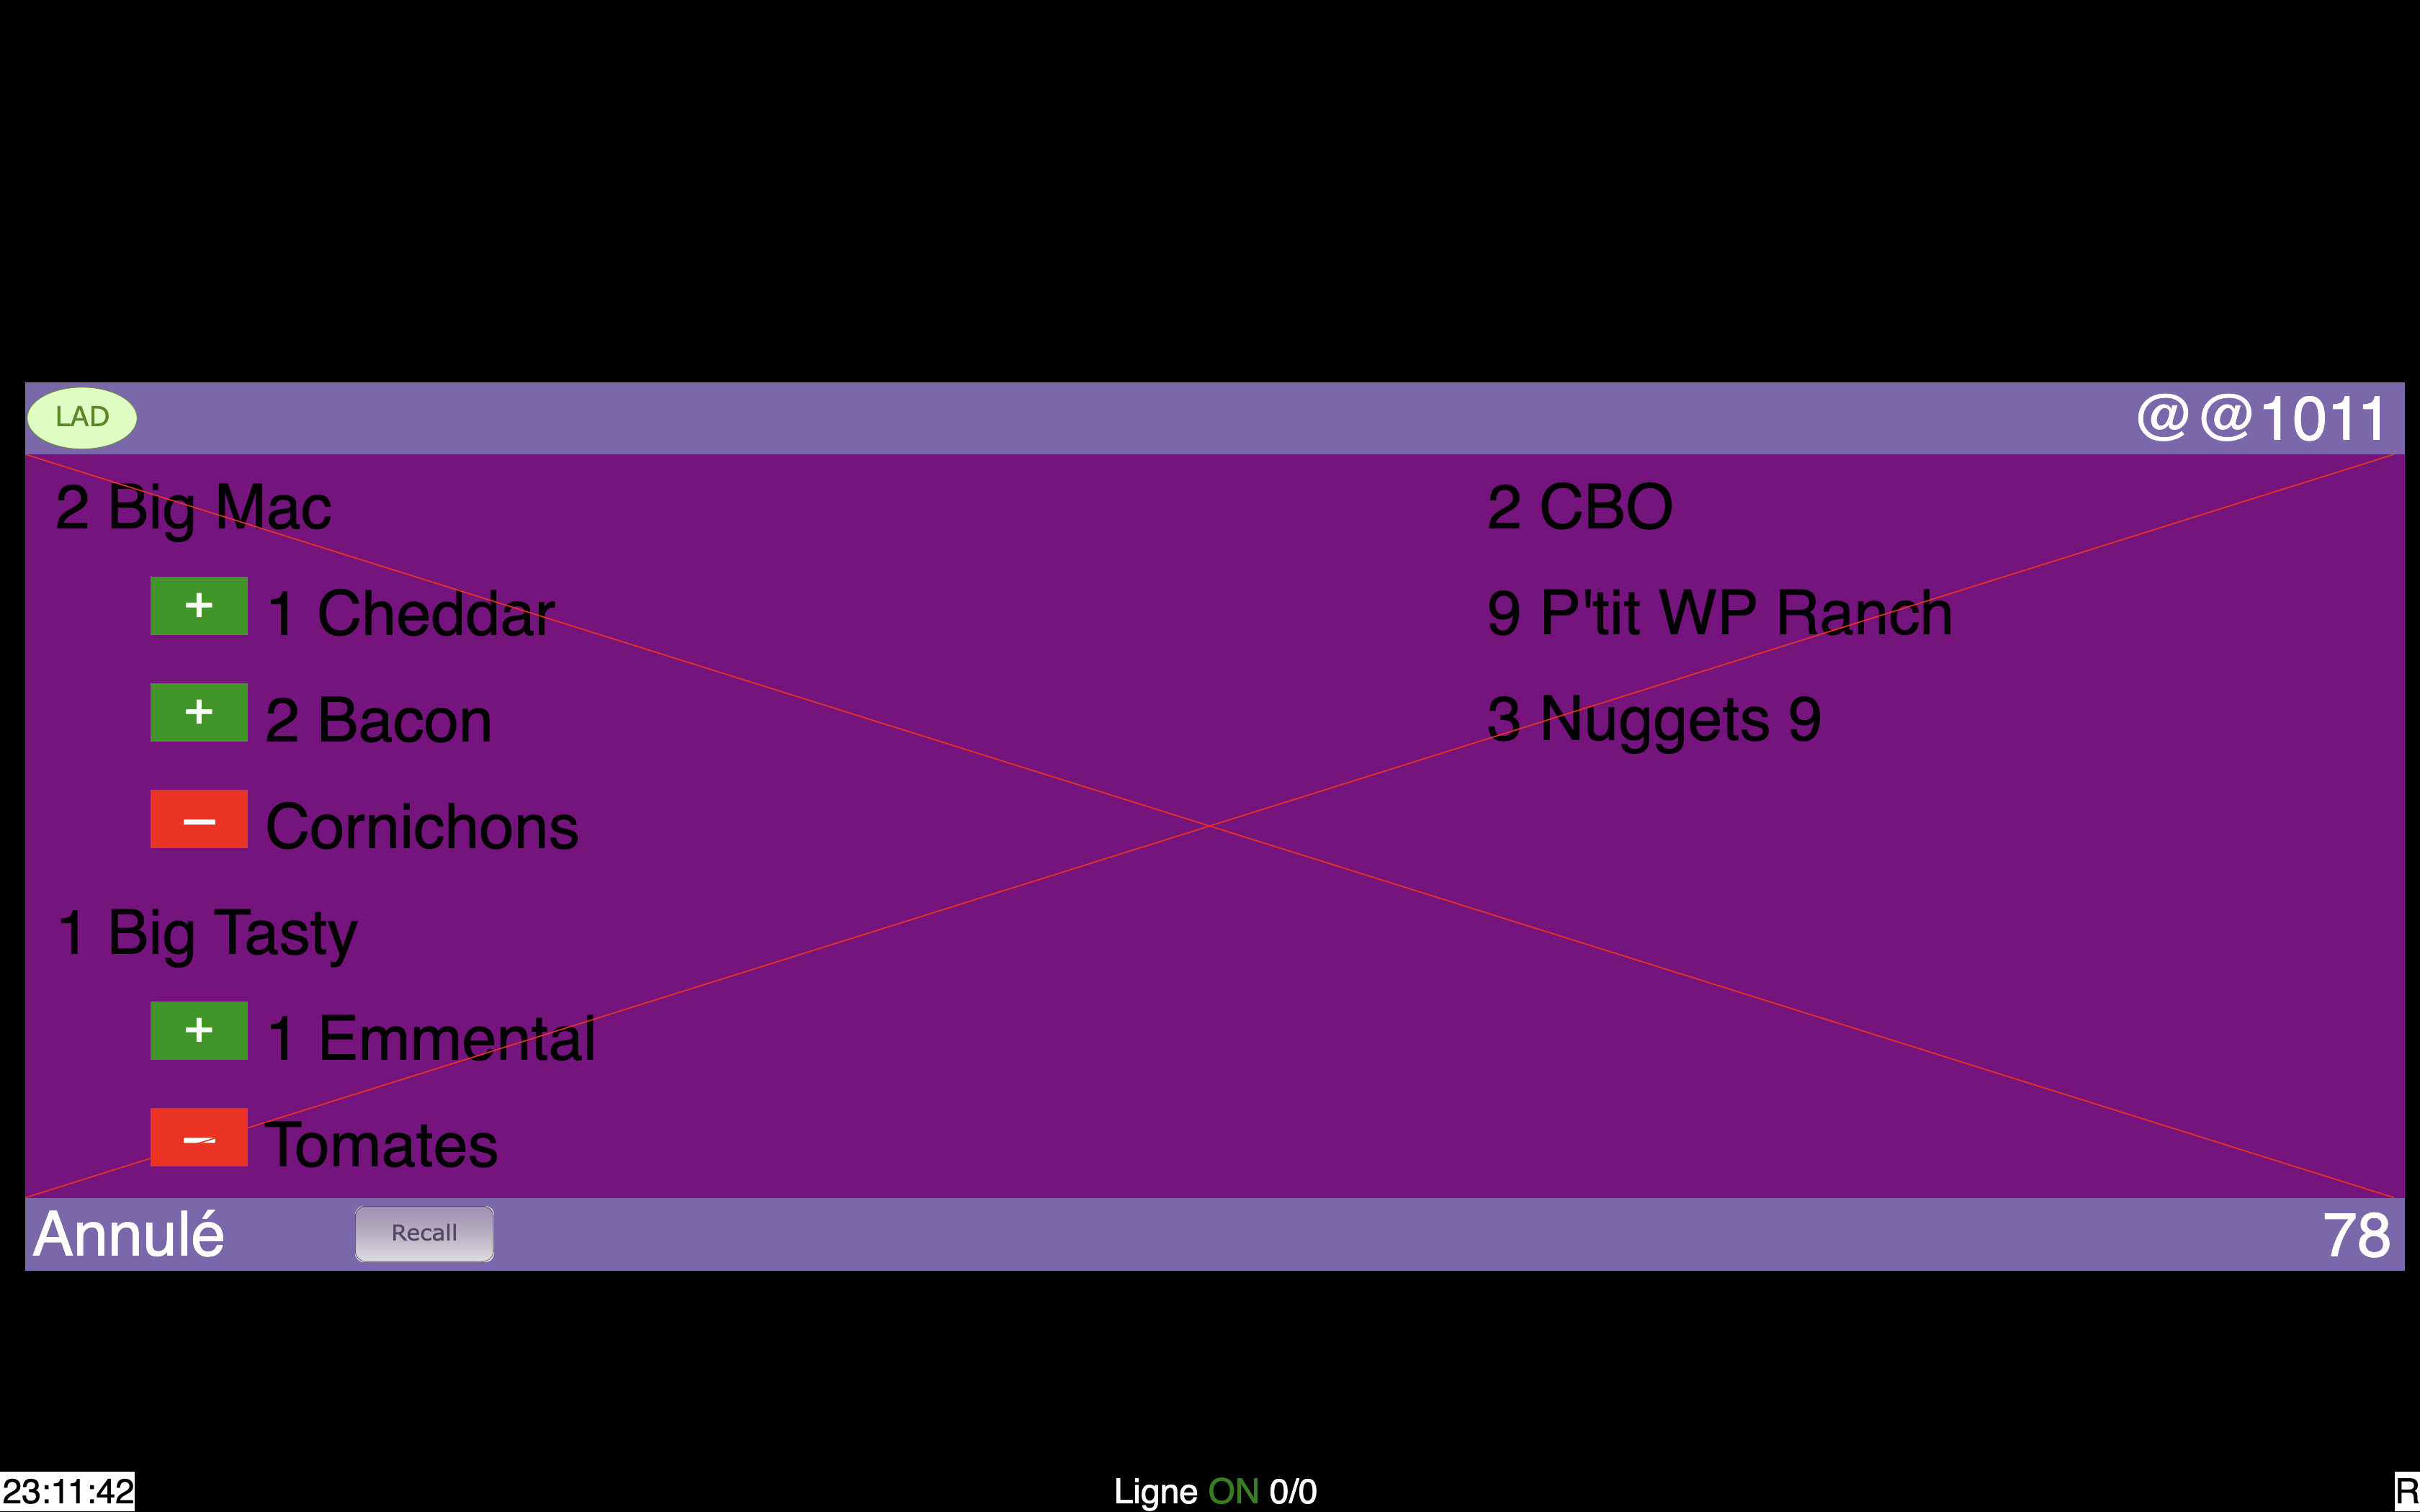 LAD
@@1011
2 Big Mac
+ 1 Cheddar
+ 2 Bacon
– Cornichons
1 Big Tasty
+ 1 Emmental
– Tomates
2 CBO
9 P'tit WP Ranch
3 Nuggets 9
Annulé
Recall
78
23:11:42
Ligne ON 0/0
R